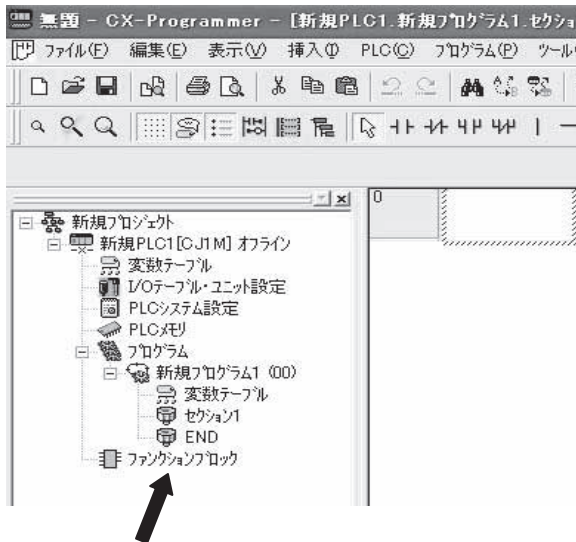 無題 - CX-Programmer - [新規PLC1.新規プログラム1.セクショ
ファイル(F) 編集(E) 表示(V) 挿入(I) PLC(C) プログラム(P) ツール
0
新規プロジェクト
新規PLC1[CJ1M] オフライン
変数テーブル
I/Oテーブル・ユニット設定
PLCシステム設定
PLCメモリ
プログラム
新規プログラム1 (00)
変数テーブル
セクション1
END
ファンクションブロック